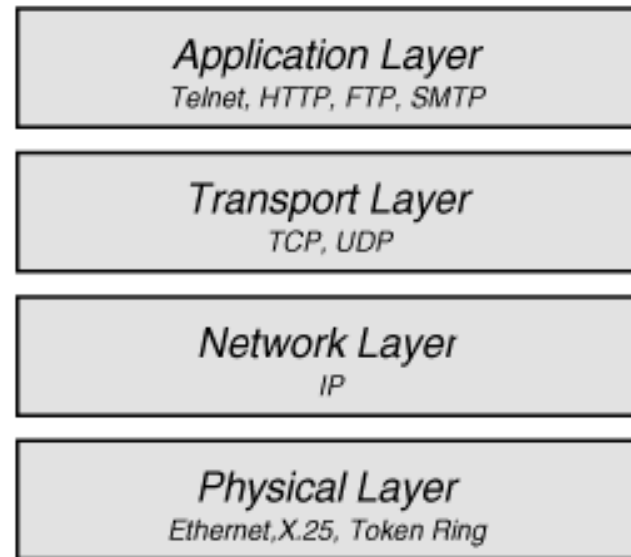 Application Layer
Telnet, HTTP, FTP, SMTP
Transport Layer
TCP, UDP
Network Layer
IP
Physical Layer
Ethernet,X.25, Token Ring